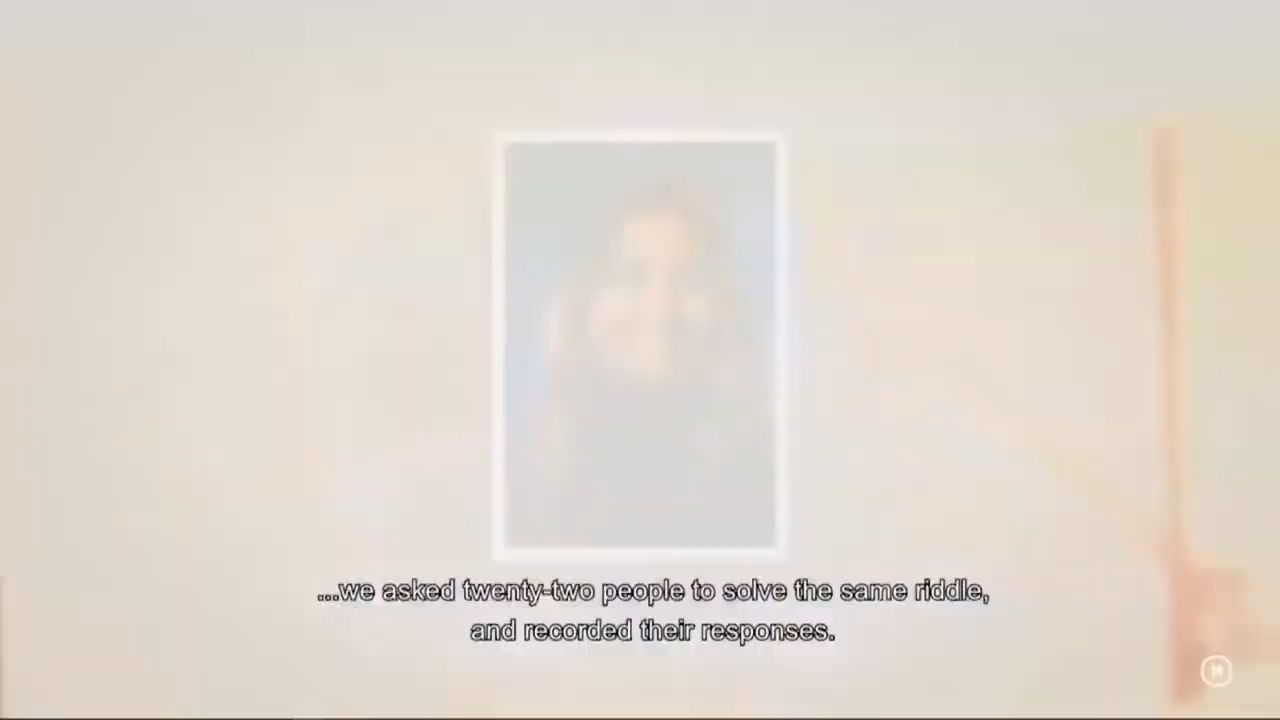 ...we asked twenty-two people to solve the same riddle,
and recorded their responses.